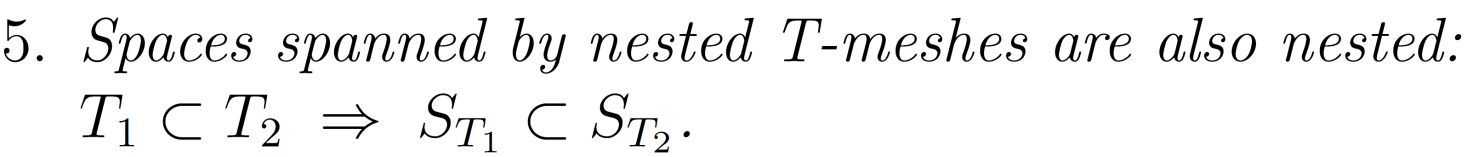 5. Spaces spanned by nested T-meshes are also nested:
T₁ ⊂ T₂ ⇒ S_{T₁} ⊂ S_{T₂}.